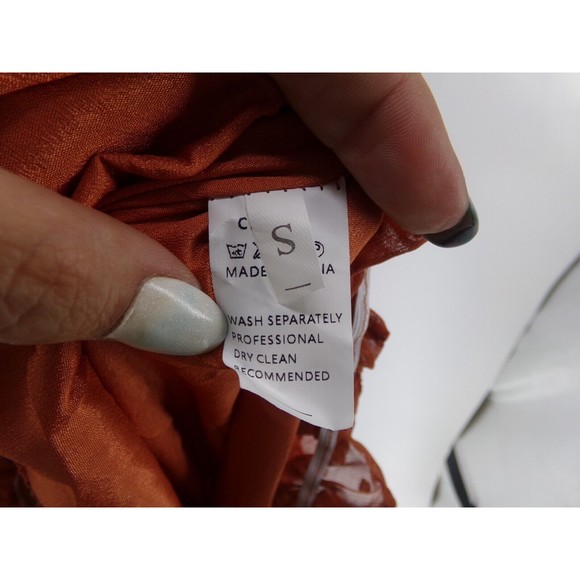 S
MADE
WASH SEPARATELY
PROFESSIONAL
DRY CLEAN
RECOMMENDED